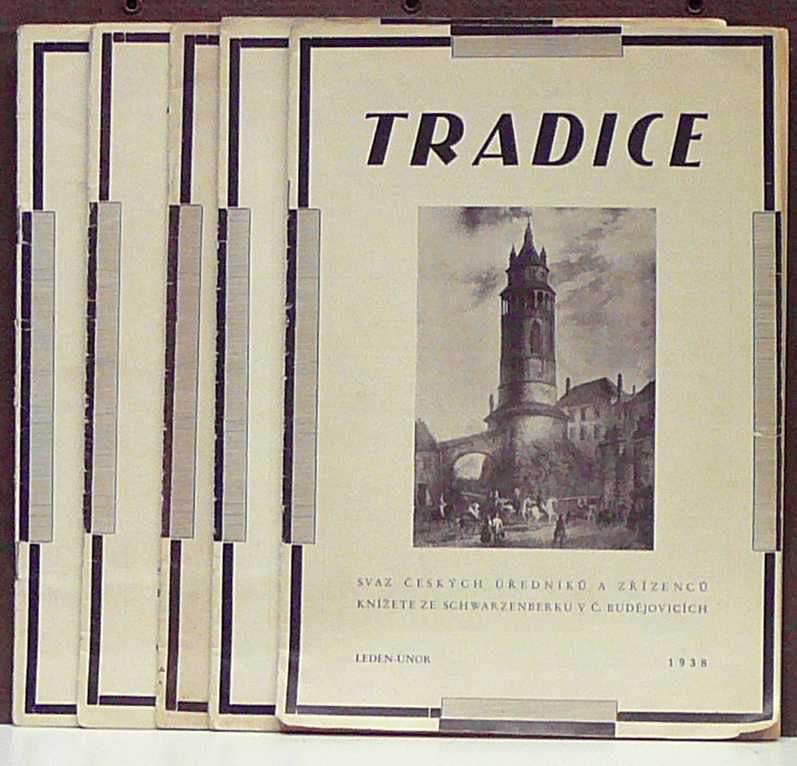 TRADICE
SVAZ ČESKÝCH ÚŘEDNÍKŮ A ZŘÍZENCŮ
KNÍŽETE ZE SCHWARZENBERKU V Č. BUDĚJOVICÍCH
LEDEN-ÚNOR 1938